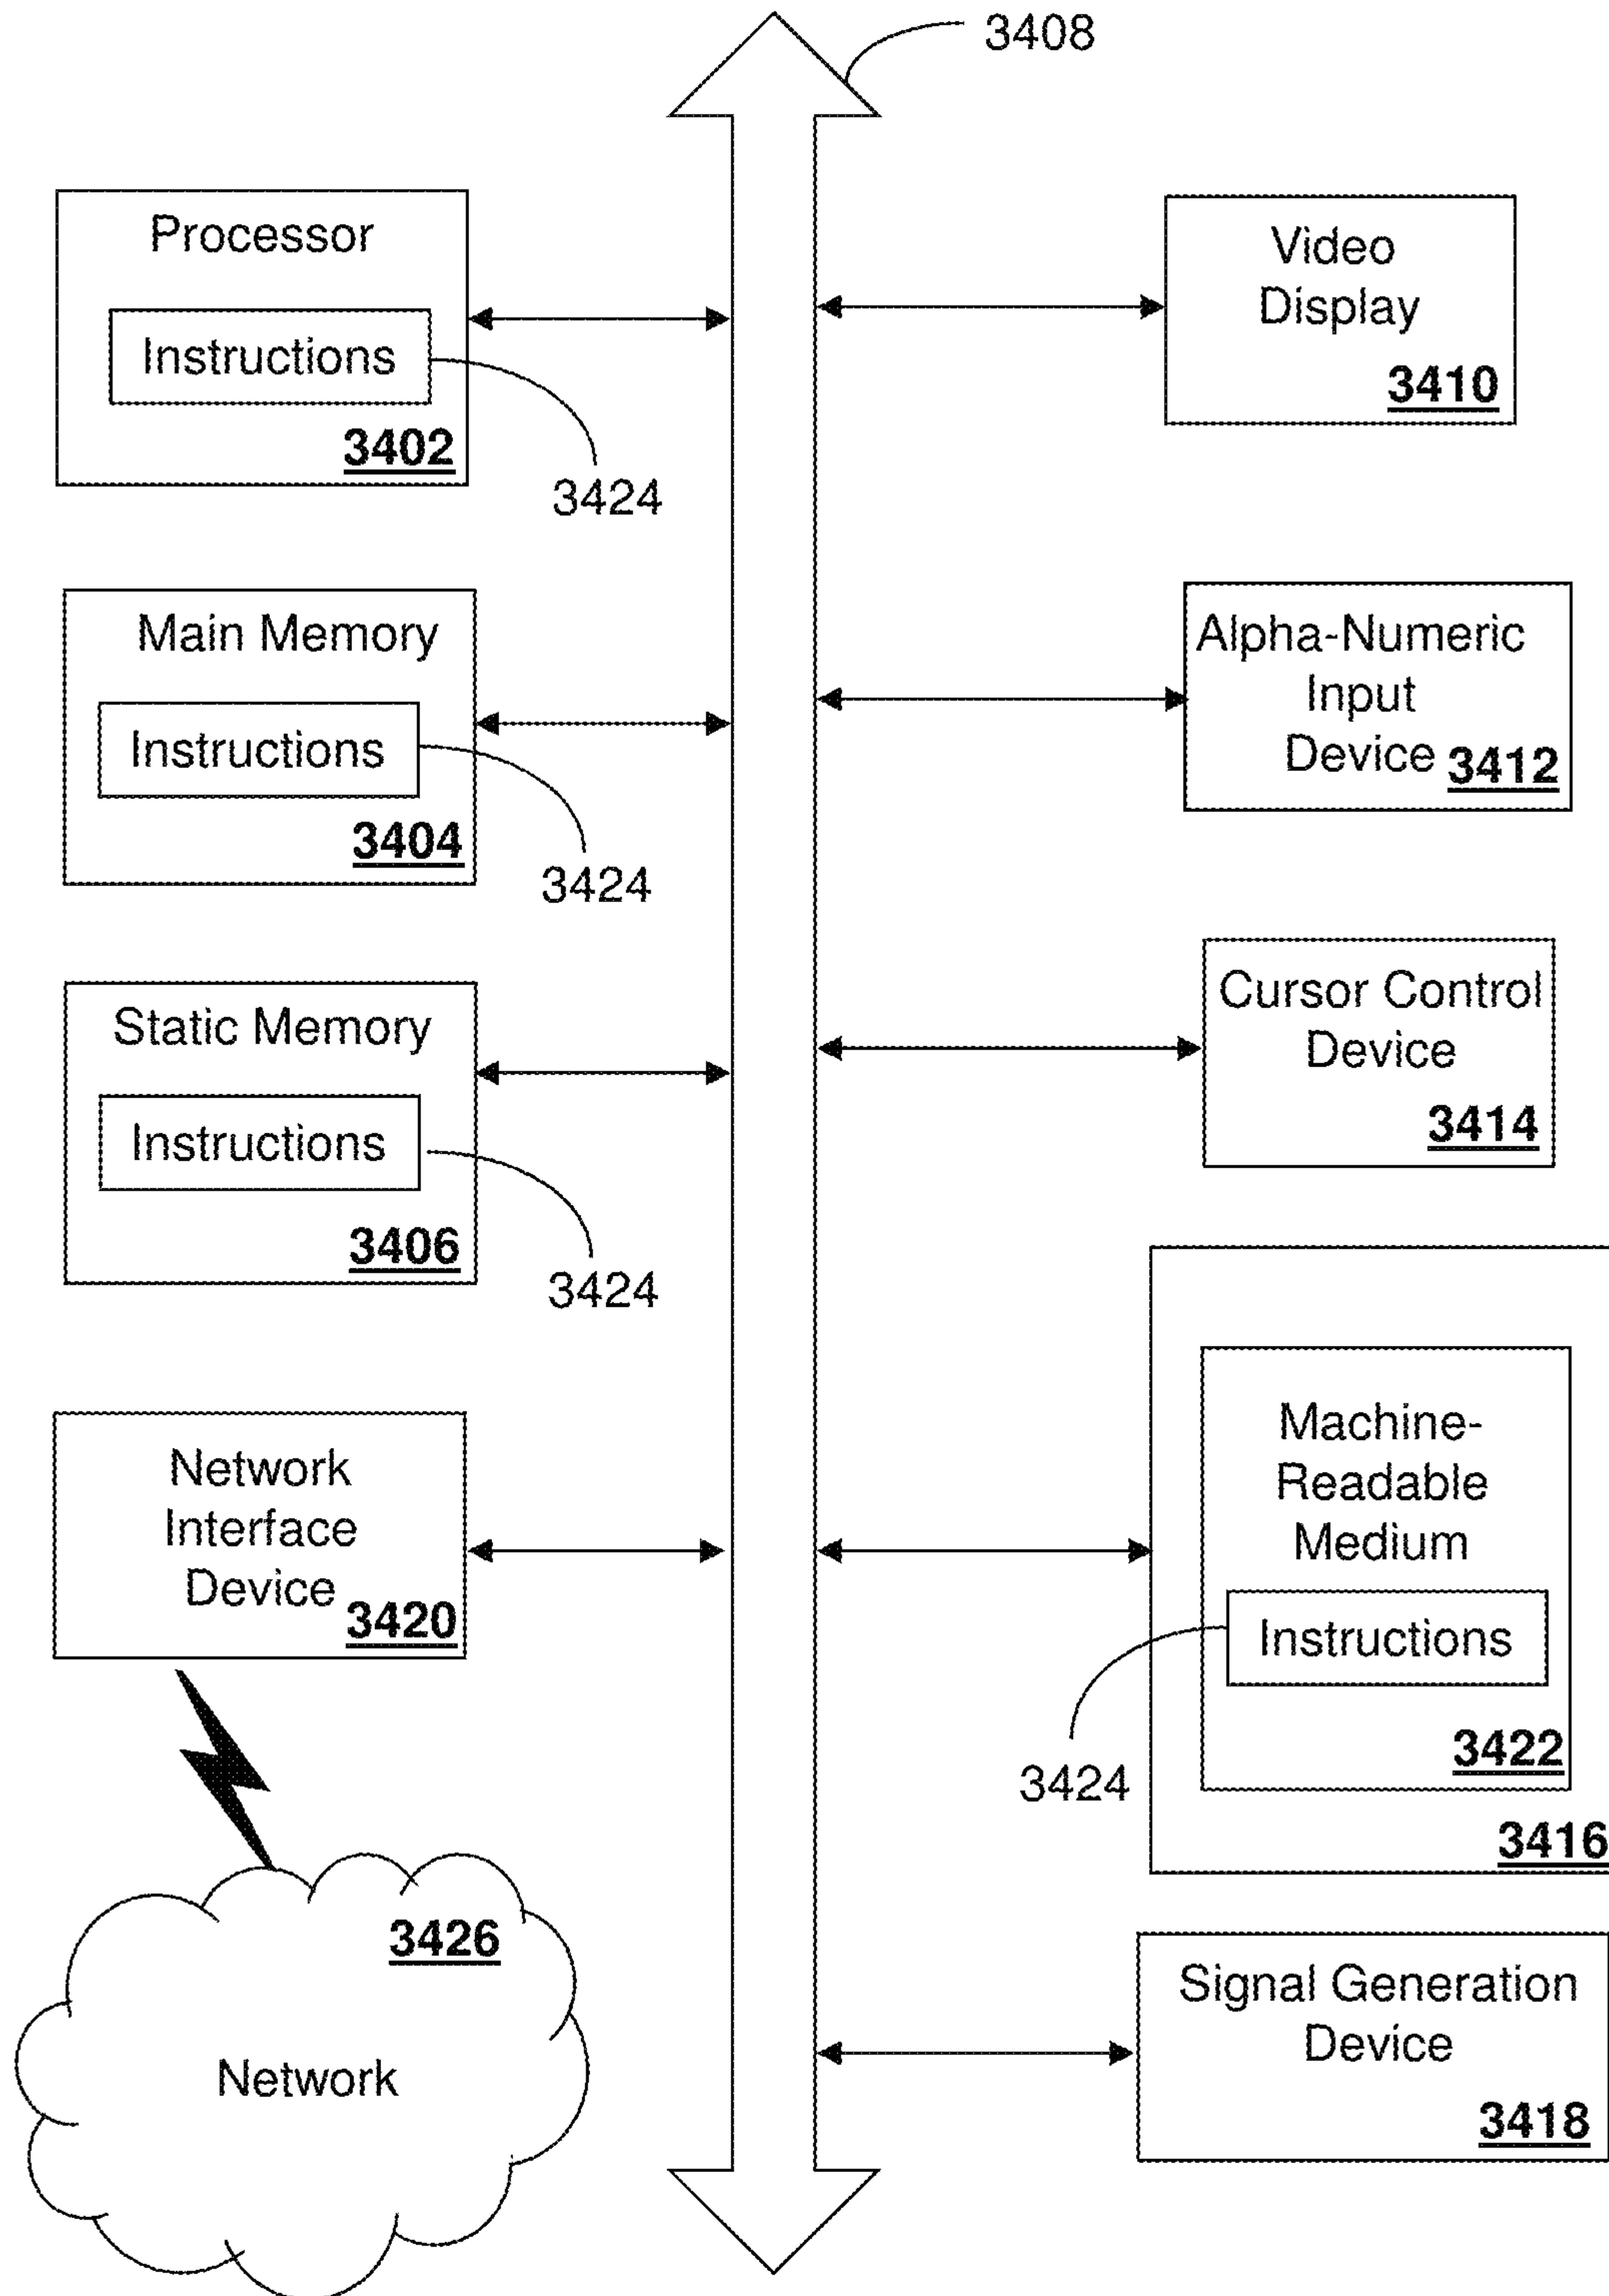 3408
Processor
Instructions
3402
3424
Main Memory
Instructions
3404
3424
Static Memory
Instructions
3406
3424
Network
Interface
Device
3420
3426
Network
Video
Display
3410
Alpha-Numeric
Input
Device
3412
Cursor Control
Device
3414
Machine-
Readable
Medium
Instructions
3422
3424
3416
Signal Generation
Device
3418